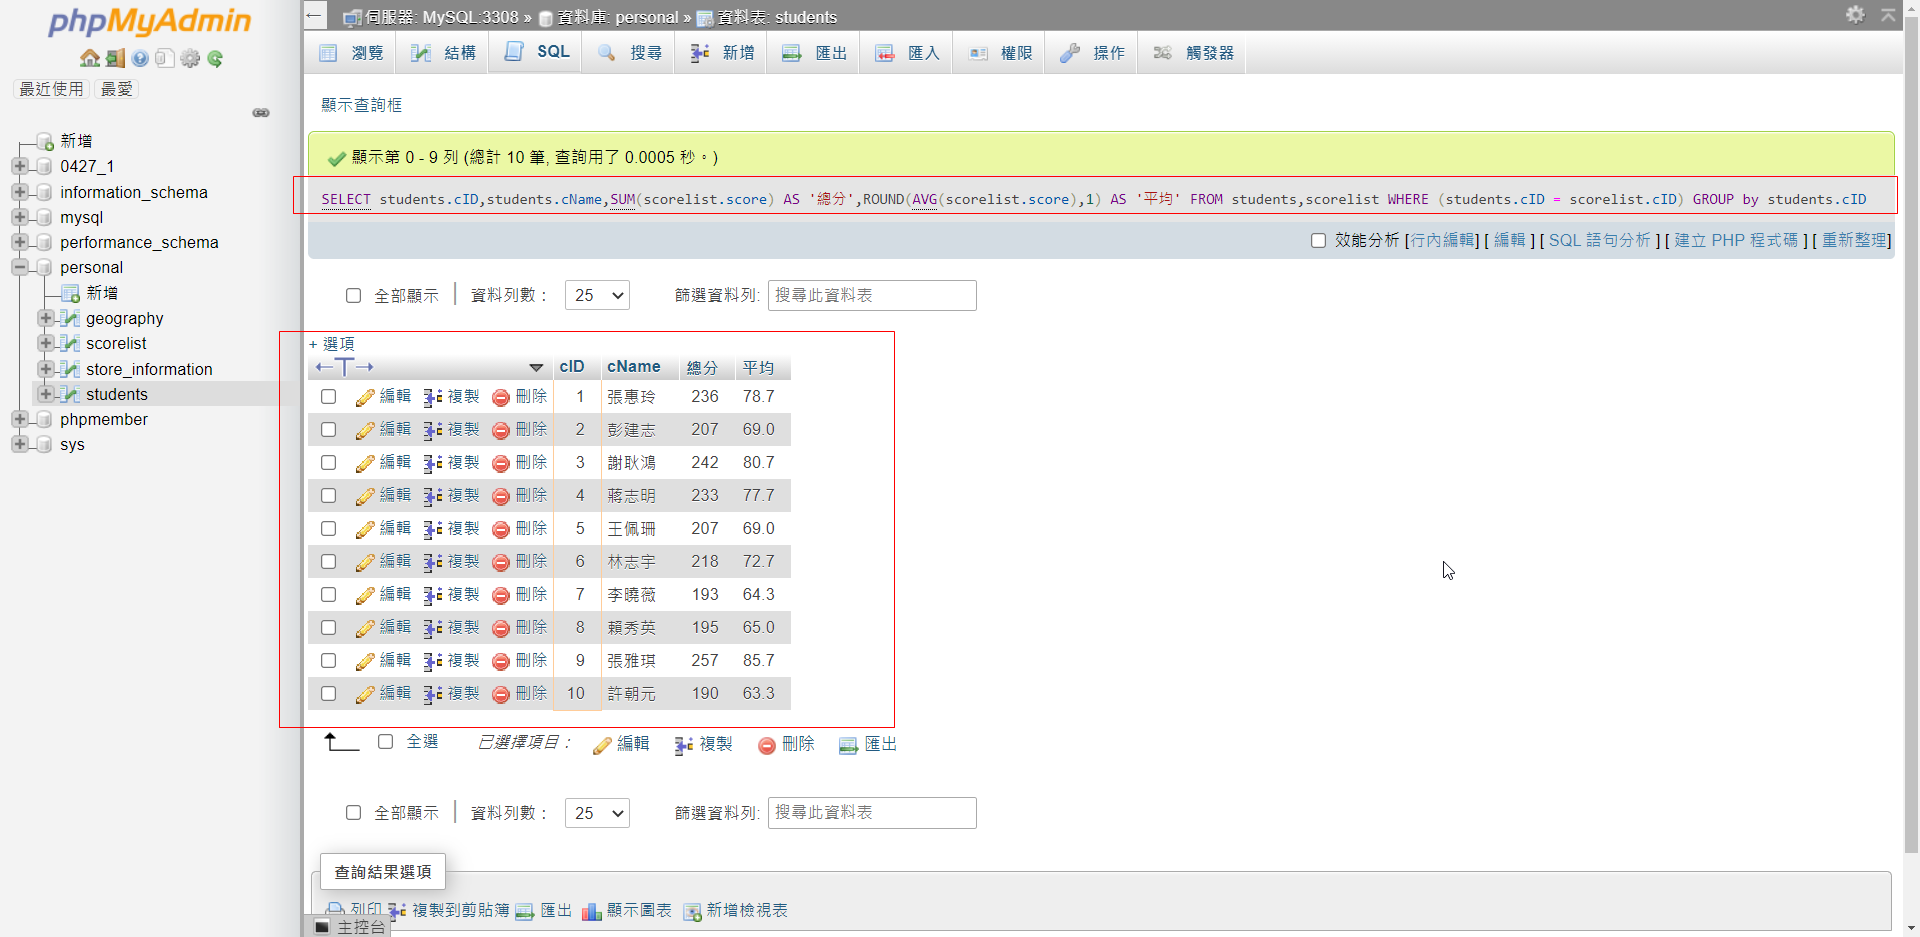 phpMyAdmin
最近使用 最愛
新增
0427_1
information_schema
mysql
performance_schema
personal
新增
geography
scorelist
store_information
students
phpmember
sys
伺服器: MySQL:3308 » 資料庫: personal » 資料表: students
瀏覽 結構 SQL 搜尋 新增 匯出 匯入 權限 操作 觸發器
顯示查詢框
顯示第 0 - 9 列 (總計 10 筆, 查詢用了 0.0005 秒。)
SELECT students.cID,students.cName,SUM(scorelist.score) AS '總分',ROUND(AVG(scorelist.score),1) AS '平均' FROM students,scorelist WHERE (students.cID = scorelist.cID) GROUP by students.cID
效能分析 [行內編輯] [ 編輯 ] [ SQL 語句分析 ] [ 建立 PHP 程式碼 ] [ 重新整理]
全部顯示 資料列數： 25 篩選資料列: 搜尋此資料表
+ 選項
←T→ cID cName 總分 平均
編輯 複製 刪除 1 張惠玲 236 78.7
編輯 複製 刪除 2 彭建志 207 69.0
編輯 複製 刪除 3 謝耿鴻 242 80.7
編輯 複製 刪除 4 蔣志明 233 77.7
編輯 複製 刪除 5 王佩珊 207 69.0
編輯 複製 刪除 6 林志宇 218 72.7
編輯 複製 刪除 7 李曉薇 193 64.3
編輯 複製 刪除 8 賴秀英 195 65.0
編輯 複製 刪除 9 張雅琪 257 85.7
編輯 複製 刪除 10 許朝元 190 63.3
全選 已選擇項目： 編輯 複製 刪除 匯出
全部顯示 資料列數： 25 篩選資料列: 搜尋此資料表
查詢結果選項
列印 複製到剪貼簿 匯出 顯示圖表 新增檢視表
主控台